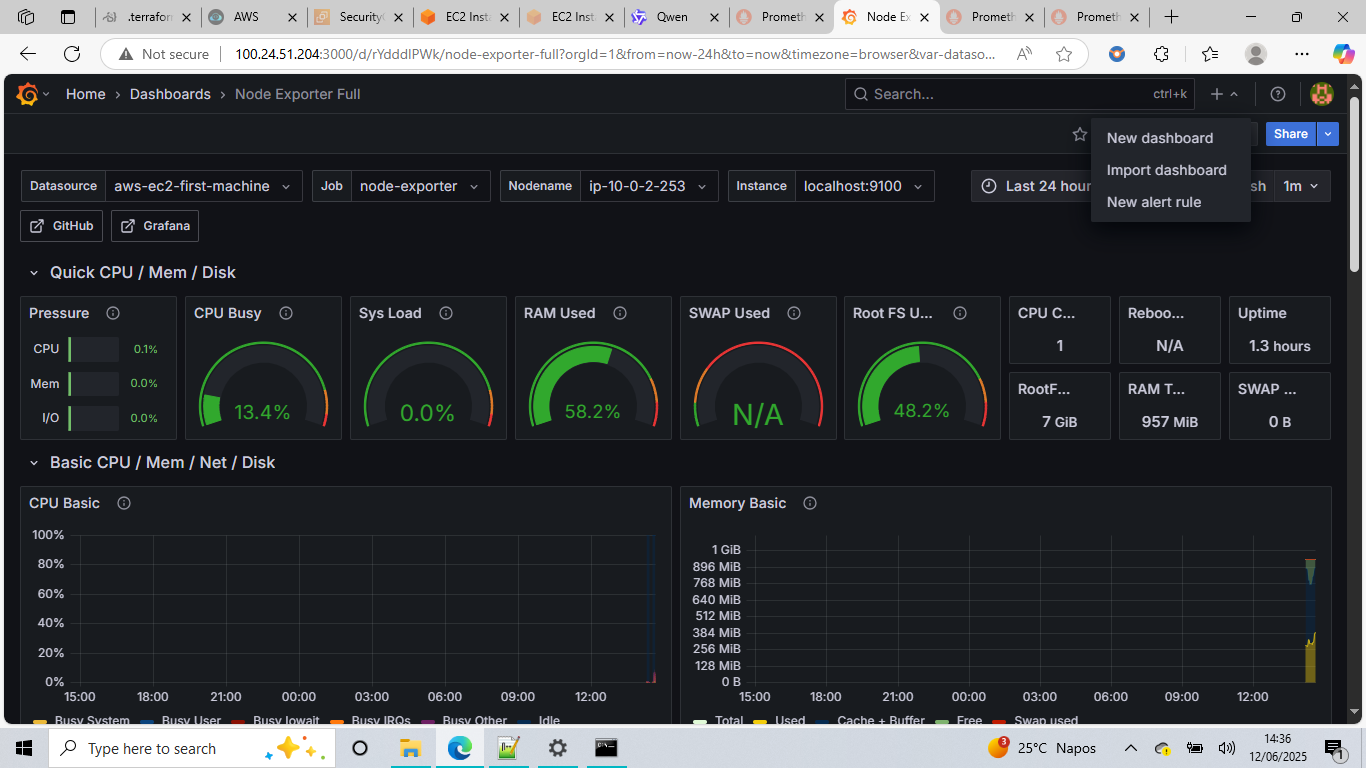 .terraform
AWS
Security
EC2 Inst
EC2 Inst
Qwen
Prometh
Node Ex
Prometh
Prometh
Not secure
100.24.51.204:3000/d/rYdddlPWk/node-exporter-full?orgId=1&from=now-24h&to=now&timezone=browser&var-dataso...
Home › Dashboards › Node Exporter Full
Search...
ctrl+k
New dashboard
Import dashboard
New alert rule
Share
Datasource aws-ec2-first-machine
Job node-exporter
Nodename ip-10-0-2-253
Instance localhost:9100
Last 24 hour
sh
1m
GitHub
Grafana
Quick CPU / Mem / Disk
Pressure
CPU 0.1%
Mem 0.0%
I/O 0.0%
CPU Busy
13.4%
Sys Load
0.0%
RAM Used
58.2%
SWAP Used
N/A
Root FS U...
48.2%
CPU C...
1
Reboo...
N/A
Uptime
1.3 hours
RootF...
7 GiB
RAM T...
957 MiB
SWAP ...
0 B
Basic CPU / Mem / Net / Disk
CPU Basic
100%
80%
60%
40%
20%
0%
15:00 18:00 21:00 00:00 03:00 06:00 09:00 12:00
Busy System Busy User Busy Iowait Busy IRQs Busy Other Idle
Memory Basic
1 GiB
896 MiB
768 MiB
640 MiB
512 MiB
384 MiB
256 MiB
128 MiB
0 B
15:00 18:00 21:00 00:00 03:00 06:00 09:00 12:00
Total Used Cache + Buffer Free Swap used
Type here to search
3
25°C Napos
14:36
12/06/2025
1